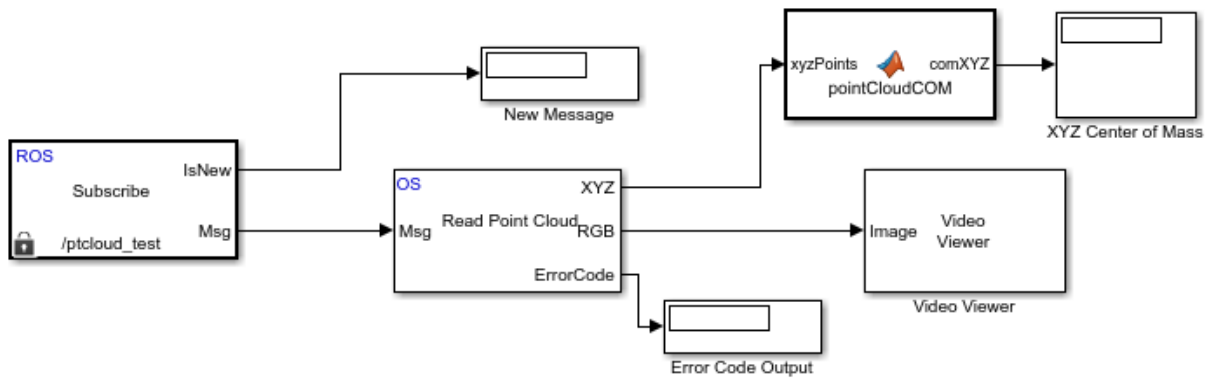 ROS
Subscribe
/ptcloud_test
IsNew
Msg
New Message
OS
Msg
Read Point Cloud
XYZ
RGB
ErrorCode
Error Code Output
xyzPoints
comXYZ
pointCloudCOM
XYZ Center of Mass
Image
Video
Viewer
Video Viewer